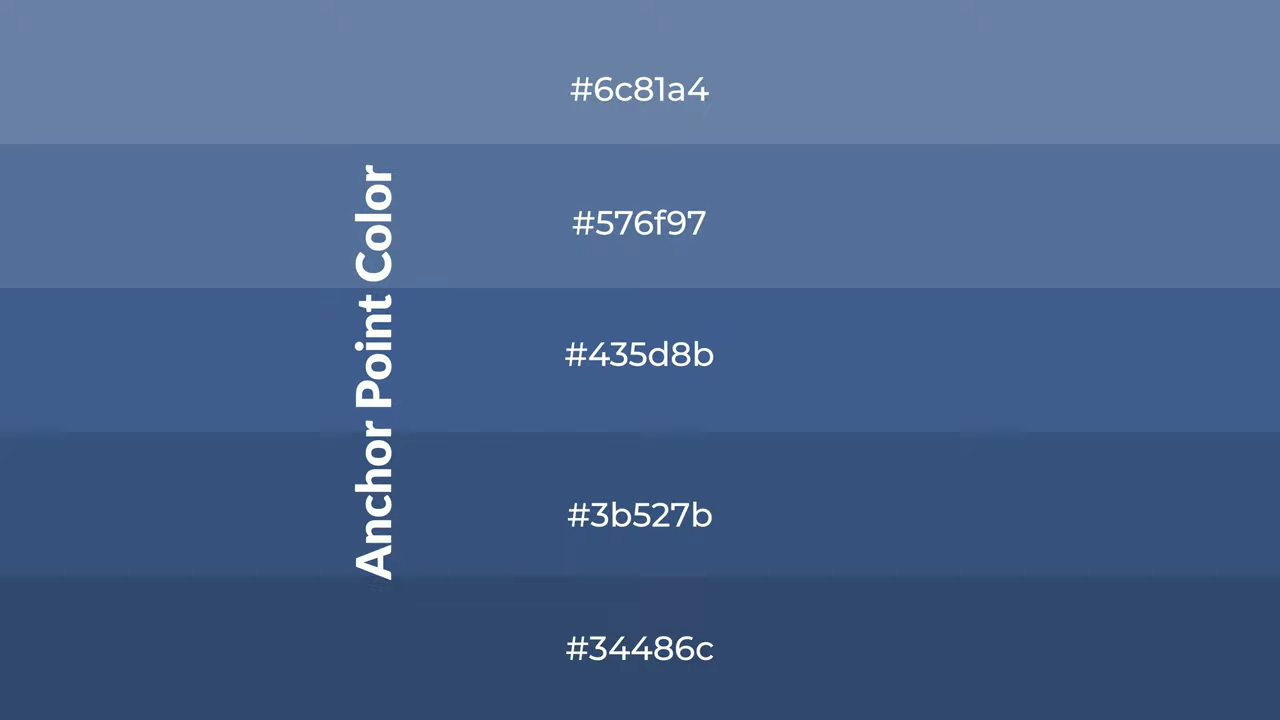 #6c81a4
#576f97
#435d8b
#3b527b
#34486c
Anchor Point Color